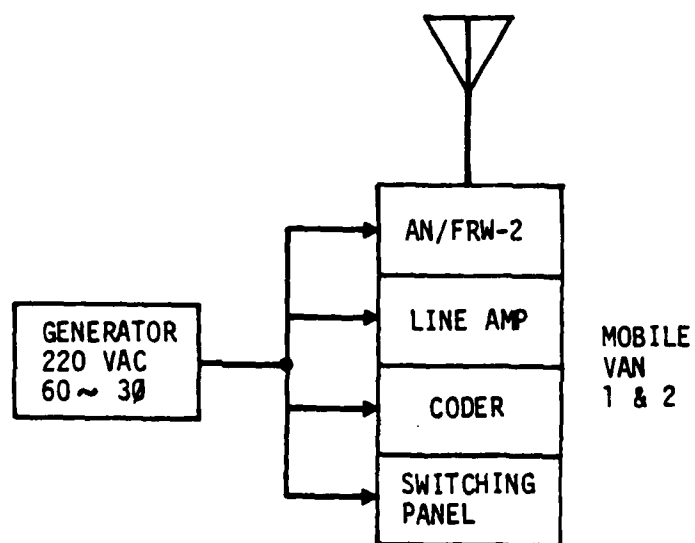 AN/FRW-2
LINE AMP
CODER
SWITCHING
PANEL
GENERATOR
220 VAC
60~ 3Ø
MOBILE
VAN
1 & 2